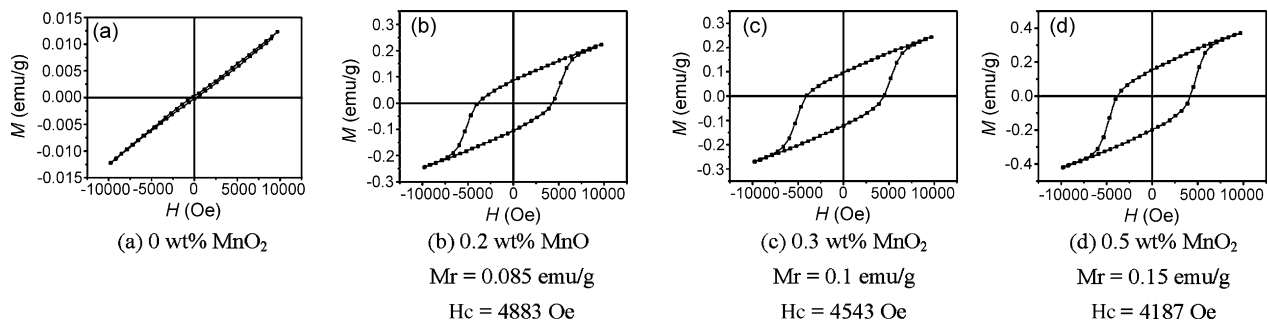 (a)
0.015
0.010
0.005
0.000
-0.005
-0.010
-0.015
M (emu/g)
-10000 -5000 0 5000 10000
H (Oe)
(a) 0 wt% MnO₂
(b)
0.3
0.2
0.1
0.0
-0.1
-0.2
-0.3
M (emu/g)
-10000 -5000 0 5000 10000
H (Oe)
(b) 0.2 wt% MnO
Mr = 0.085 emu/g
Hc = 4883 Oe
(c)
0.3
0.2
0.1
0.0
-0.1
-0.2
-0.3
M (emu/g)
-10000 -5000 0 5000 10000
H (Oe)
(c) 0.3 wt% MnO₂
Mr = 0.1 emu/g
Hc = 4543 Oe
(d)
0.4
0.2
0.0
-0.2
-0.4
M (emu/g)
-10000 -5000 0 5000 10000
H (Oe)
(d) 0.5 wt% MnO₂
Mr = 0.15 emu/g
Hc = 4187 Oe